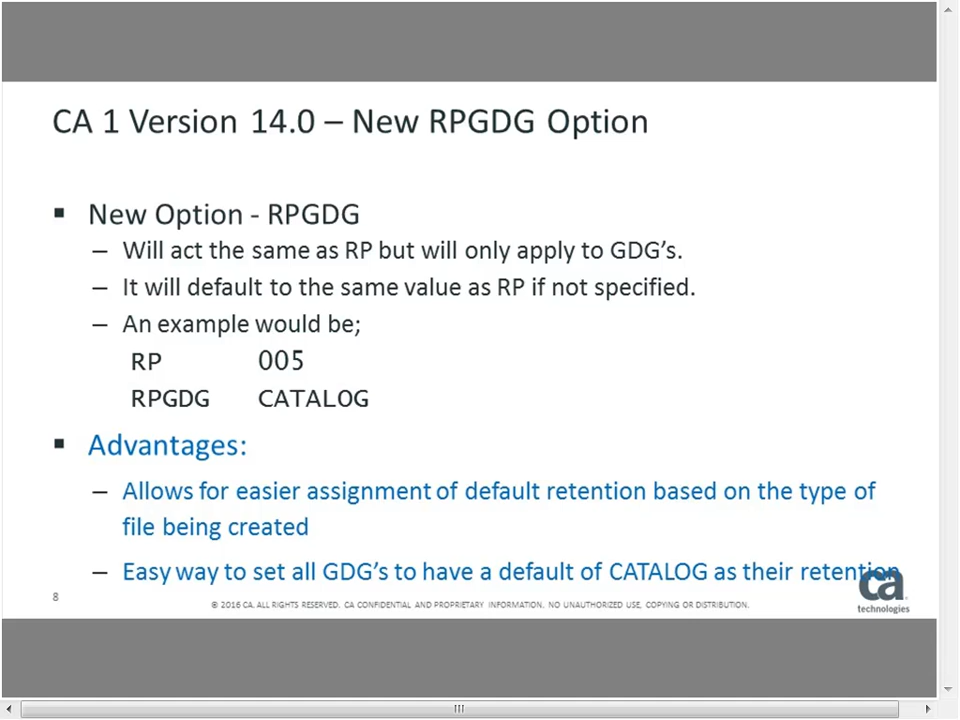 CA 1 Version 14.0 – New RPGDG Option
▪ New Option - RPGDG
– Will act the same as RP but will only apply to GDG's.
– It will default to the same value as RP if not specified.
– An example would be;
RP 005
RPGDG CATALOG
▪ Advantages:
– Allows for easier assignment of default retention based on the type of
file being created
– Easy way to set all GDG's to have a default of CATALOG as their retention
8
© 2016 CA. ALL RIGHTS RESERVED. CA CONFIDENTIAL AND PROPRIETARY INFORMATION. NO UNAUTHORIZED USE, COPYING OR DISTRIBUTION.
ca
technologies